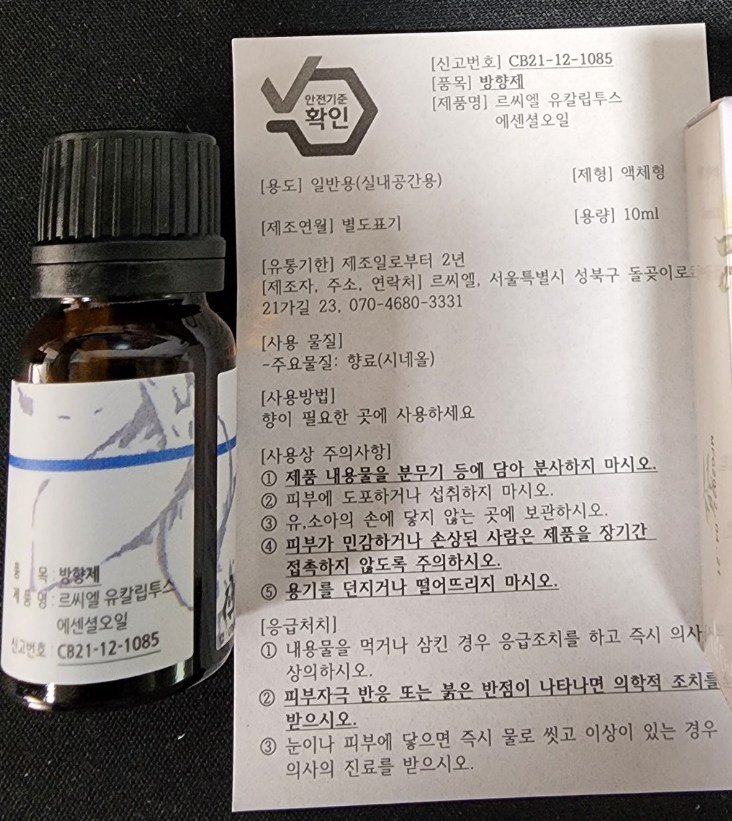 안전기준
확인
[신고번호] CB21-12-1085
[품목] 방향제
[제품명] 르씨엘 유칼립투스
에센셜오일
[용도] 일반용(실내공간용)
[제형] 액체형
[제조연월] 별도표기
[용량] 10ml
[유통기한] 제조일로부터 2년
[제조자, 주소, 연락처] 르씨엘, 서울특별시 성북구 돌곶이로
21가길 23, 070-4680-3331
[사용 물질]
-주요물질: 향료(시네올)
[사용방법]
향이 필요한 곳에 사용하세요
[사용상 주의사항]
① 제품 내용물을 분무기 등에 담아 분사하지 마시오.
② 피부에 도포하거나 섭취하지 마시오.
③ 유,소아의 손에 닿지 않는 곳에 보관하시오.
④ 피부가 민감하거나 손상된 사람은 제품을 장기간
접촉하지 않도록 주의하시오.
⑤ 용기를 던지거나 떨어뜨리지 마시오.
[응급처치]
① 내용물을 먹거나 삼킨 경우 응급조치를 하고 즉시 의사
상의하시오.
② 피부자극 반응 또는 붉은 반점이 나타나면 의학적 조치를
받으시오.
③ 눈이나 피부에 닿으면 즉시 물로 씻고 이상이 있는 경우
의사의 진료를 받으시오.
품 목 : 방향제
제 품 명 : 르씨엘 유칼립투스
에센셜오일
신고번호 : CB21-12-1085